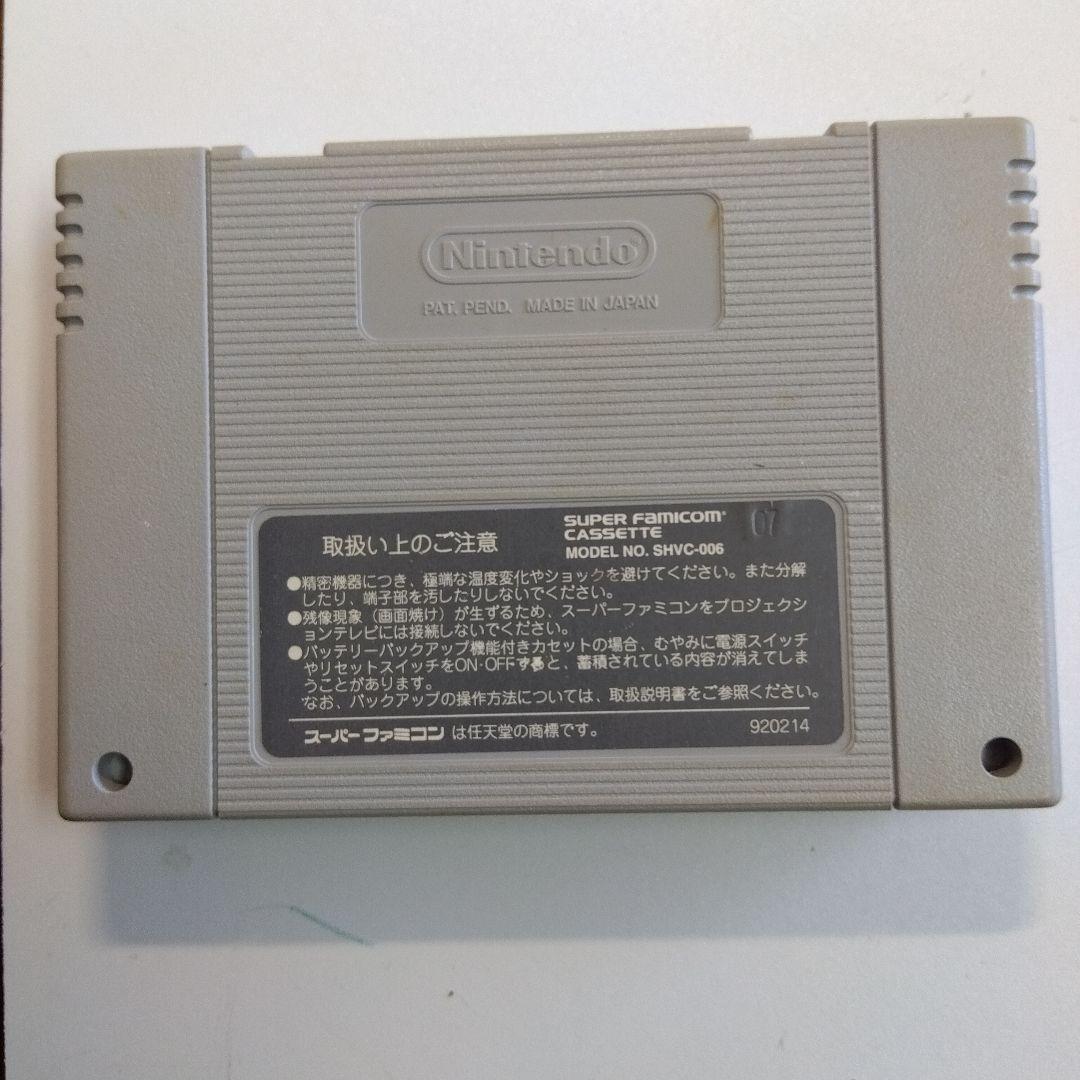 Nintendo®
PAT. PEND. MADE IN JAPAN
取扱い上のご注意
SUPER Famicom®
CASSETTE
MODEL NO. SHVC-006
07
●精密機器につき、極端な温度変化やショックを避けてください。また分解
したり、端子部を汚したりしないでください。
●残像現象（画面焼け）が生ずるため、スーパーファミコンをプロジェクシ
ョンテレビには接続しないでください。
●バッテリーバックアップ機能付きカセットの場合、むやみに電源スイッチ
やリセットスイッチをON・OFFすると、蓄積されている内容が消えてしま
うことがあります。
なお、バックアップの操作方法については、取扱説明書をご参照ください。
スーパーファミコン は任天堂の商標です。
920214